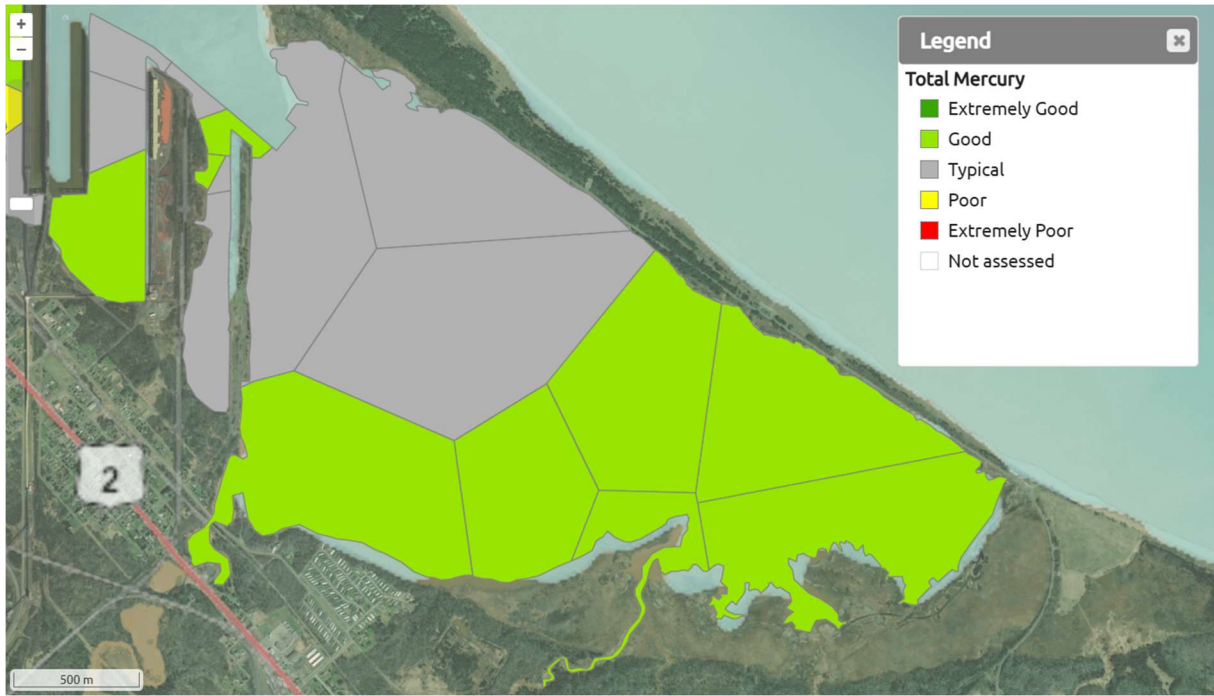 +
−
Legend
Total Mercury
Extremely Good
Good
Typical
Poor
Extremely Poor
Not assessed
2
500 m